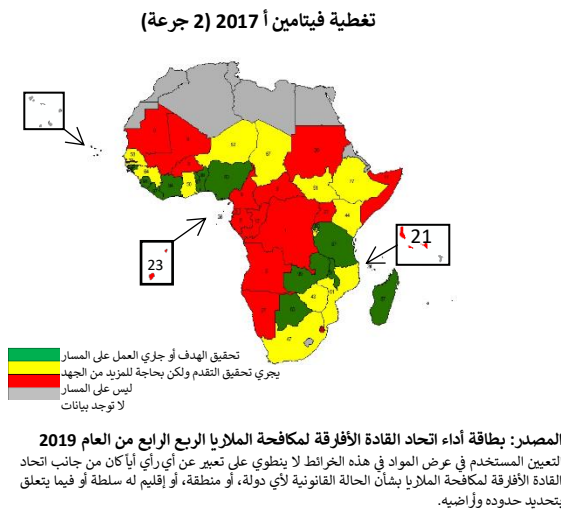 تغطية فيتامين أ 2017 (2 جرعة)
21
23
تحقيق الهدف أو جاري العمل على المسار
يجري تحقيق التقدم ولكن بحاجة للمزيد من الجهد
ليس على المسار
لا توجد بيانات
المصدر: بطاقة أداء اتحاد القادة الأفارقة لمكافحة الملاريا الربع الرابع من العام 2019
التعيين المستخدم في عرض المواد في هذه الخرائط لا ينطوي على تعبير عن أي رأي أياً كان من جانب اتحاد
القادة الأفارقة لمكافحة الملاريا بشأن الحالة القانونية لأي دولة، أو منطقة، أو إقليم له سلطة أو فيما يتعلق
بتحديد حدوده وأراضيه.